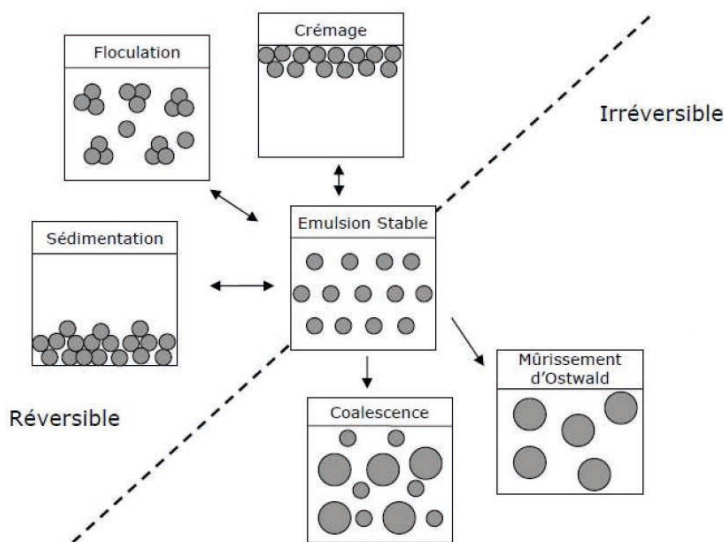 Crémage
Floculation
Irréversible
Emulsion Stable
Sédimentation
Mûrissement
d'Ostwald
Réversible
Coalescence